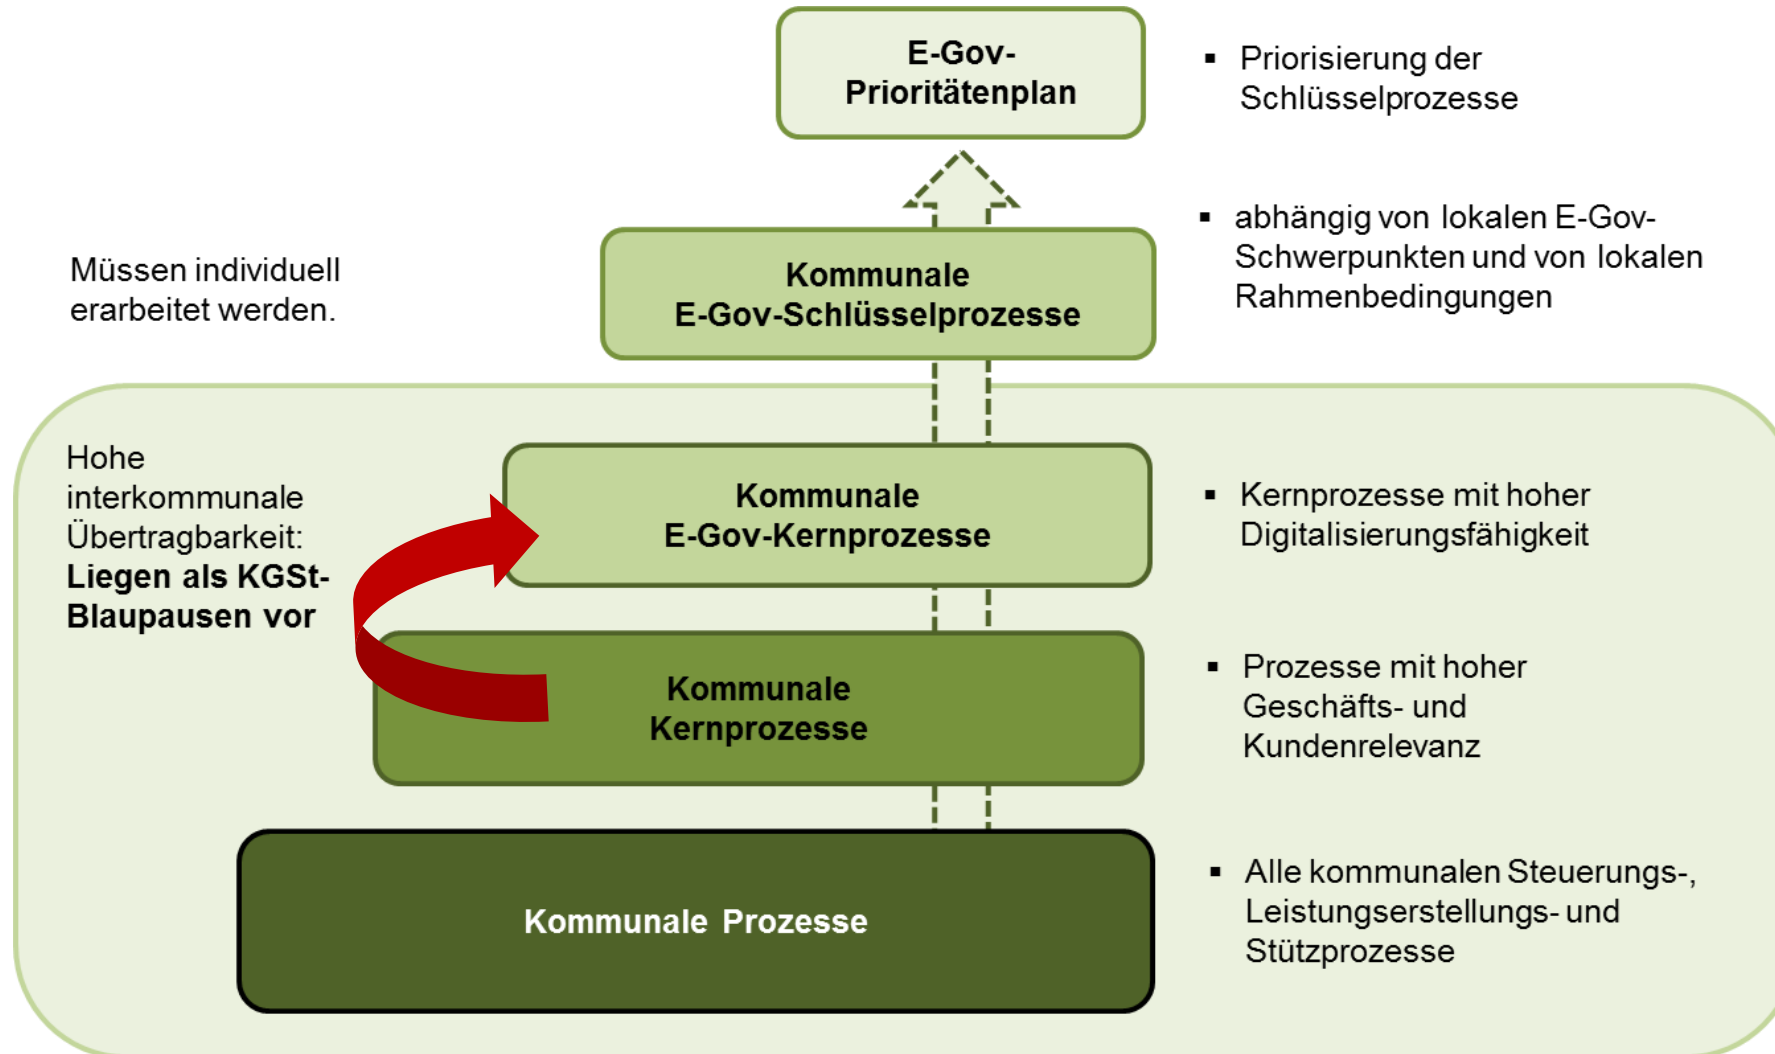 E-Gov-
Prioritätenplan
▪ Priorisierung der
Schlüsselprozesse
Müssen individuell
erarbeitet werden.
Kommunale
E-Gov-Schlüsselprozesse
▪ abhängig von lokalen E-Gov-
Schwerpunkten und von lokalen
Rahmenbedingungen
Hohe
interkommunale
Übertragbarkeit:
Liegen als KGSt-
Blaupausen vor
Kommunale
E-Gov-Kernprozesse
▪ Kernprozesse mit hoher
Digitalisierungsfähigkeit
Kommunale
Kernprozesse
▪ Prozesse mit hoher
Geschäfts- und
Kundenrelevanz
Kommunale Prozesse
▪ Alle kommunalen Steuerungs-,
Leistungserstellungs- und
Stützprozesse